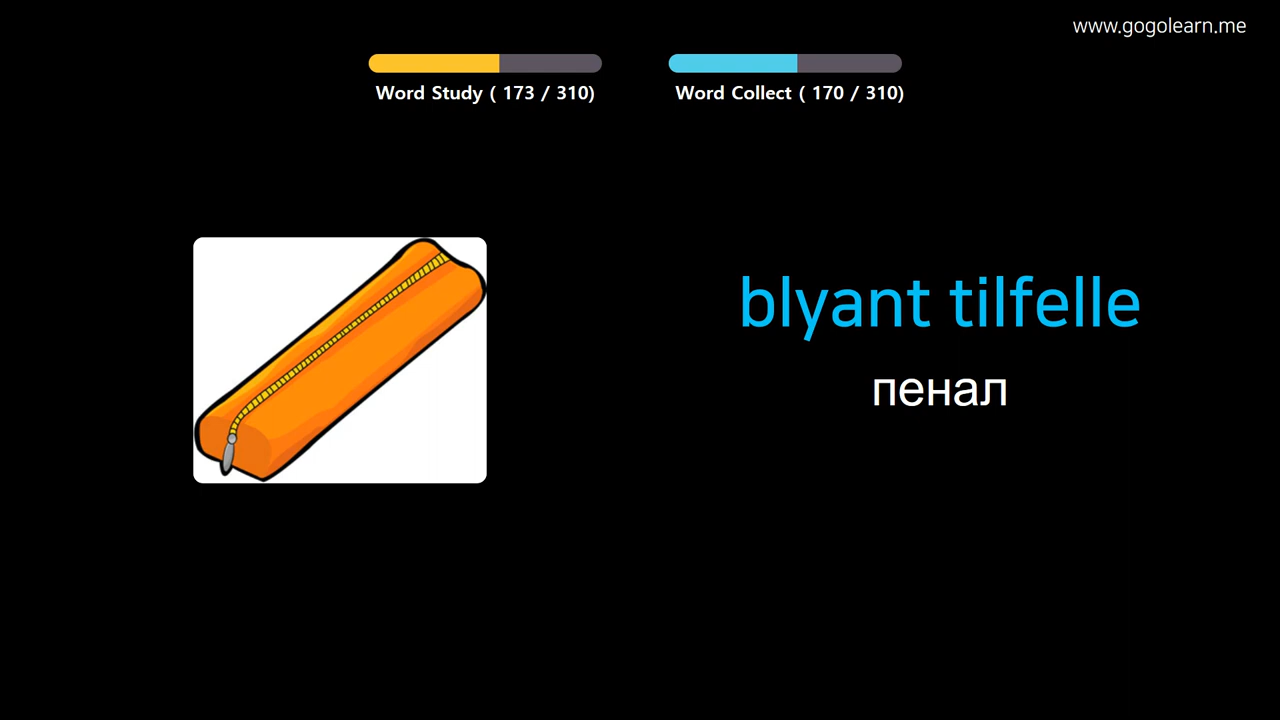 www.gogolearn.me
Word Study ( 173 / 310)
Word Collect ( 170 / 310)
blyant tilfelle
пенал